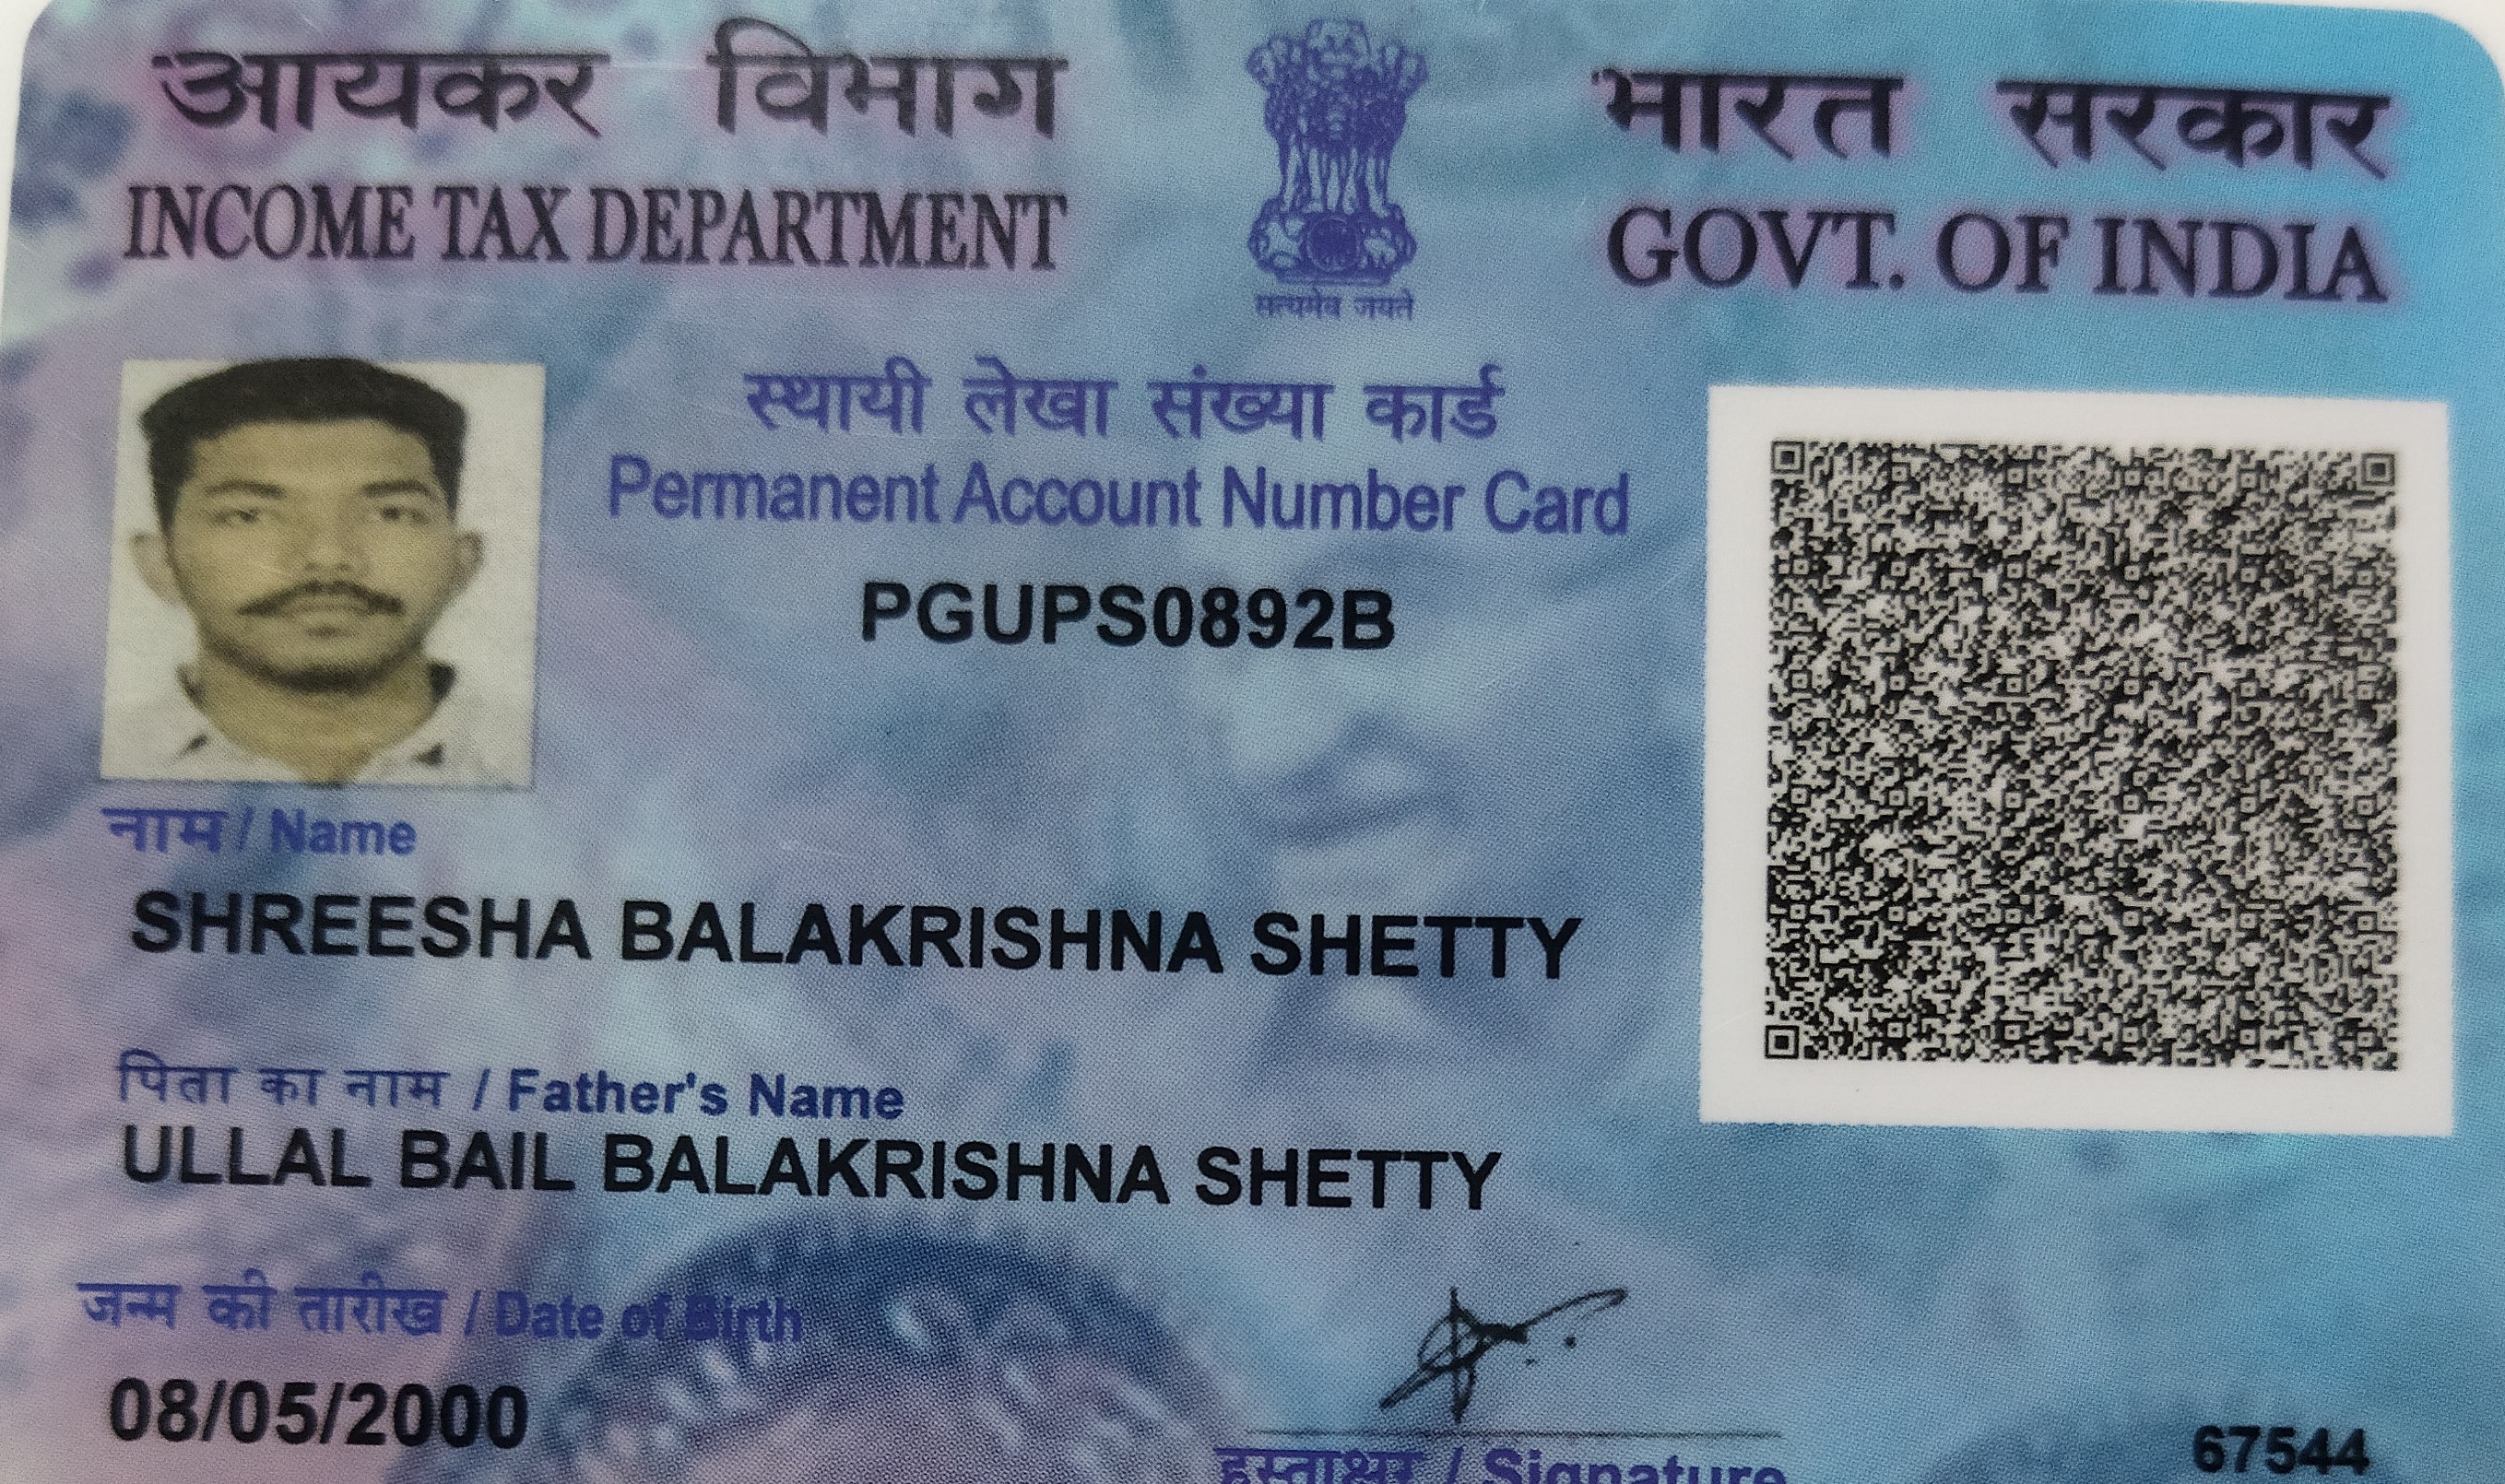 आयकर विभाग
INCOME TAX DEPARTMENT
सत्यमेव जयते
भारत सरकार
GOVT. OF INDIA
स्थायी लेखा संख्या कार्ड
Permanent Account Number Card
PGUPS0892B
नाम / Name
SHREESHA BALAKRISHNA SHETTY
पिता का नाम / Father's Name
ULLAL BAIL BALAKRISHNA SHETTY
जन्म की तारीख / Date of Birth
08/05/2000
हस्ताक्षर / Signature
67544